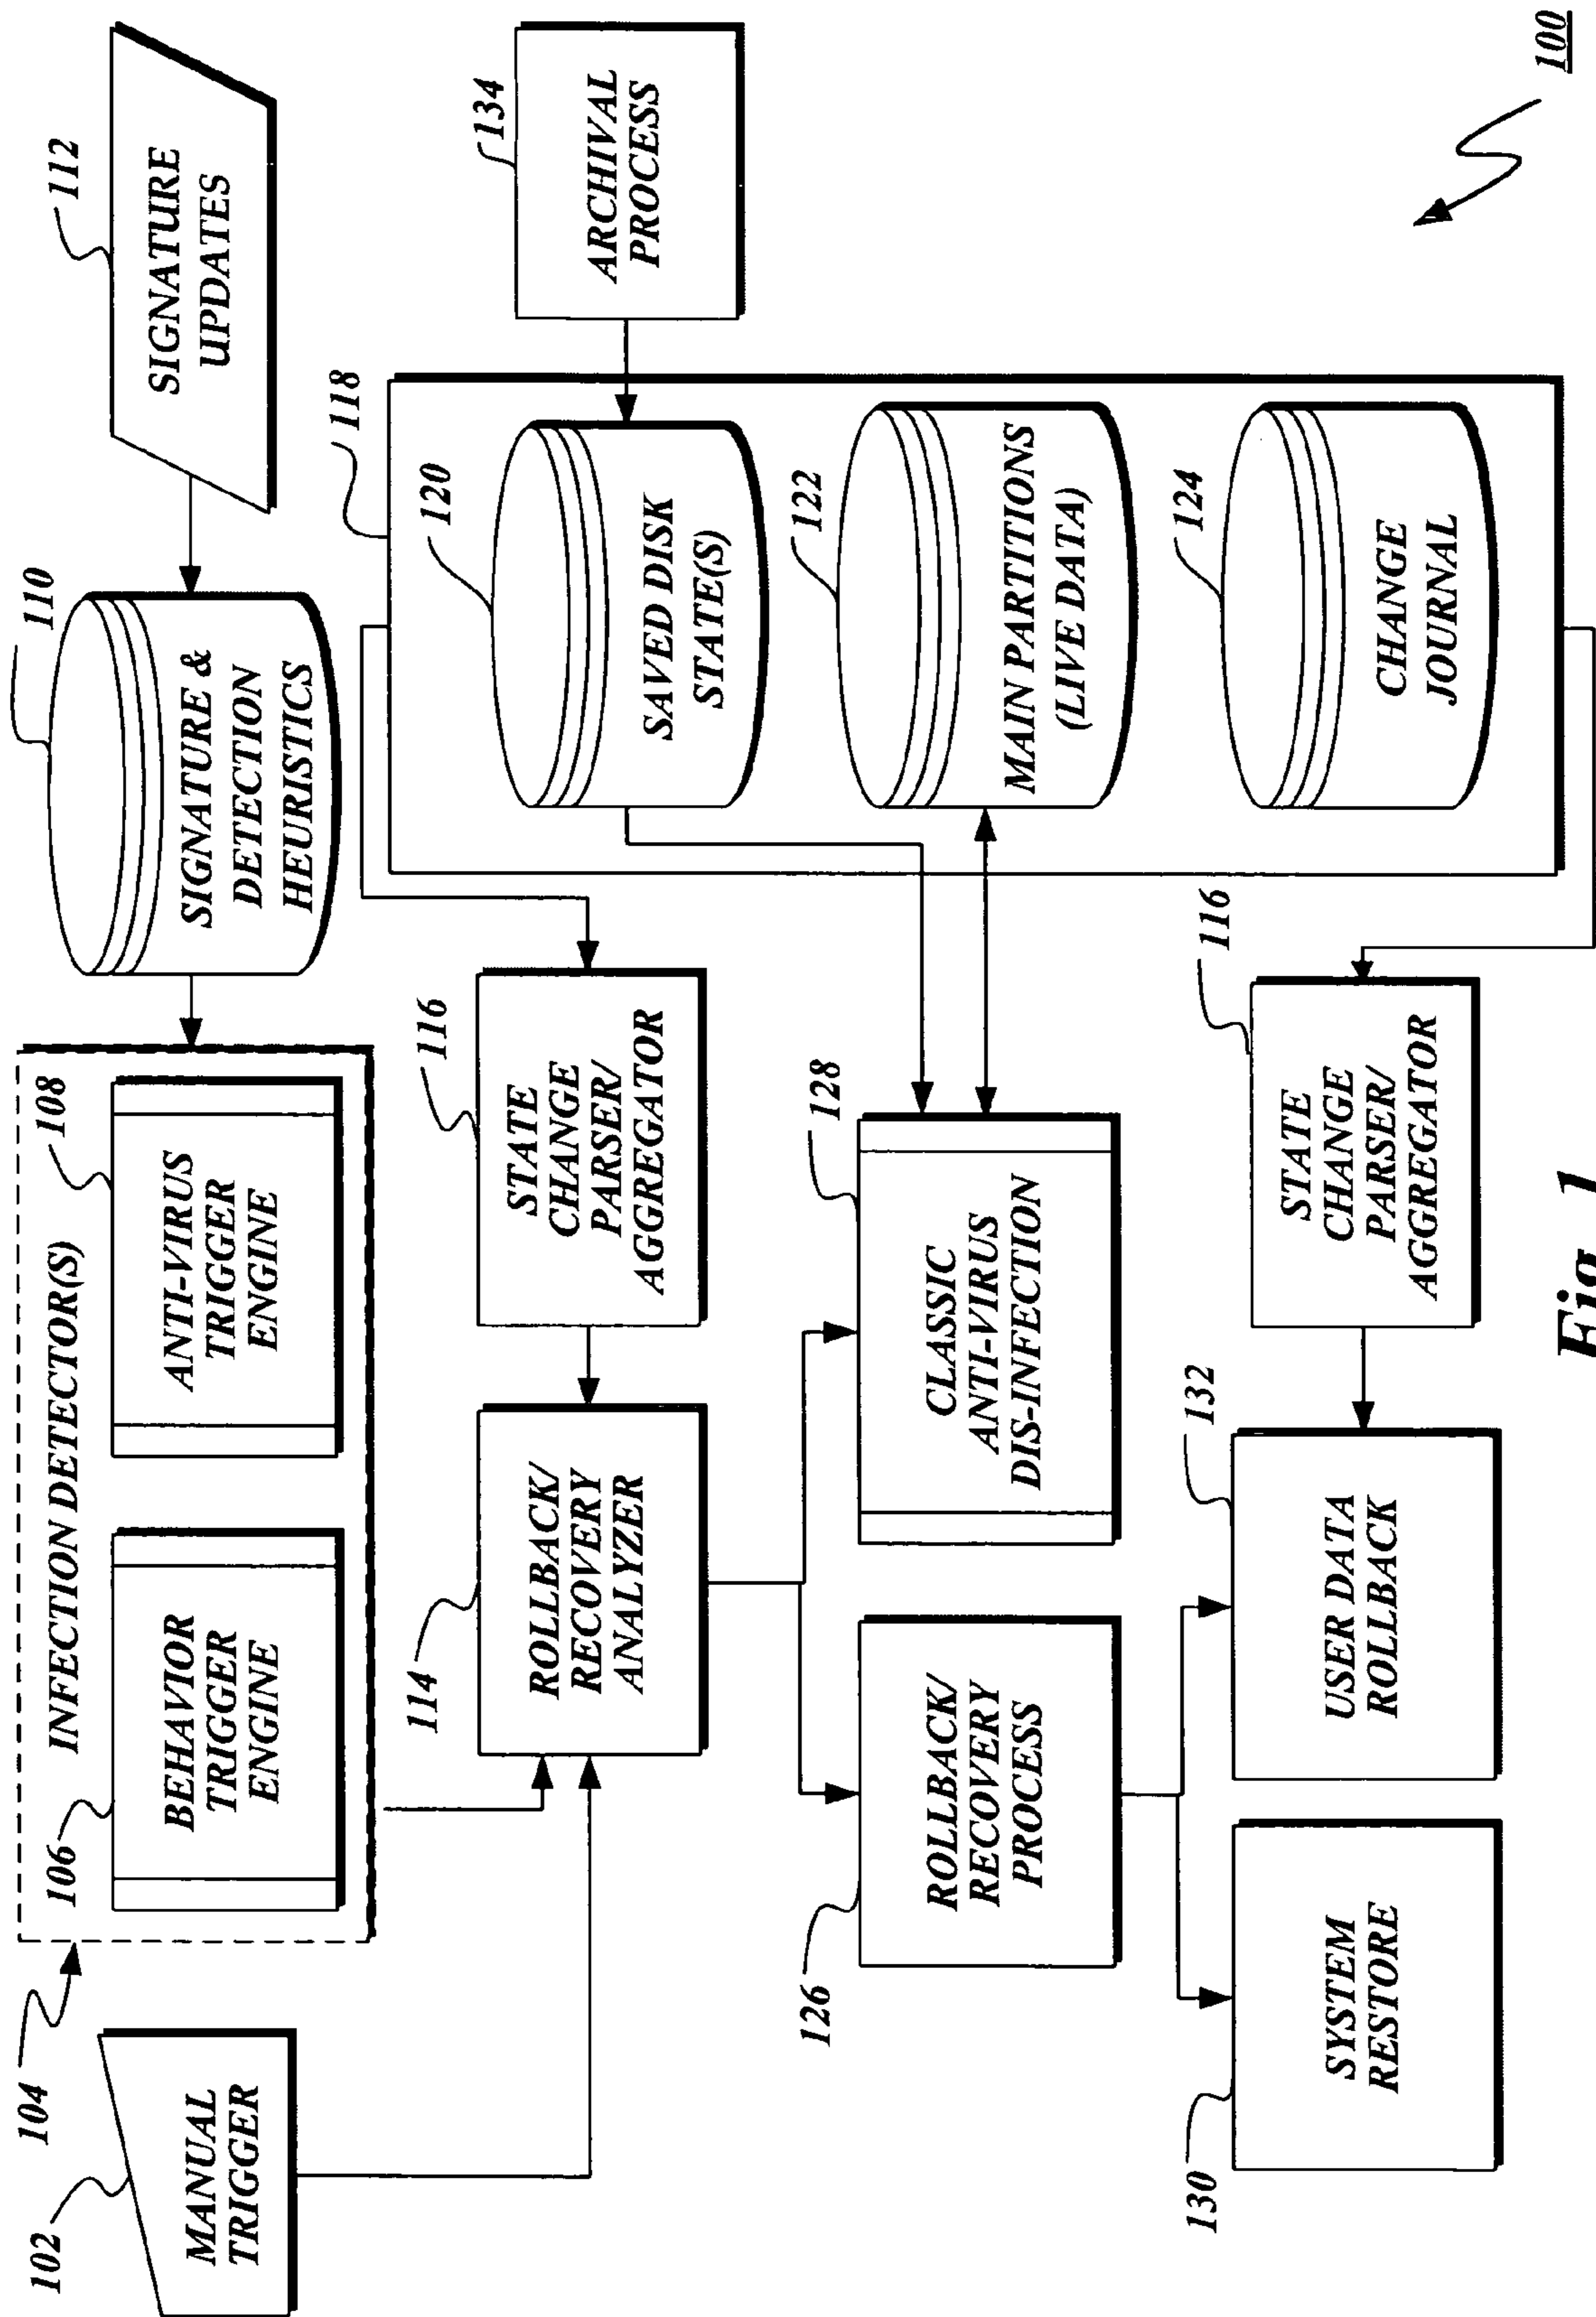 104
INFECTION DETECTOR(S)
102
MANUAL
TRIGGER
106
BEHAVIOR
TRIGGER
ENGINE
108
ANTI-VIRUS
TRIGGER
ENGINE
110
SIGNATURE &
DETECTION
HEURISTICS
112
SIGNATURE
UPDATES
114
ROLLBACK/
RECOVERY
ANALYZER
116
STATE
CHANGE
PARSER/
AGGREGATOR
118
120
SAVED DISK
STATE(S)
134
ARCHIVAL
PROCESS
126
ROLLBACK/
RECOVERY
PROCESS
128
CLASSIC
ANTI-VIRUS
DIS-INFECTION
122
MAIN PARTITIONS
(LIVE DATA)
130
SYSTEM
RESTORE
132
USER DATA
ROLLBACK
116
STATE
CHANGE
PARSER/
AGGREGATOR
124
CHANGE
JOURNAL
100
Fig. 1